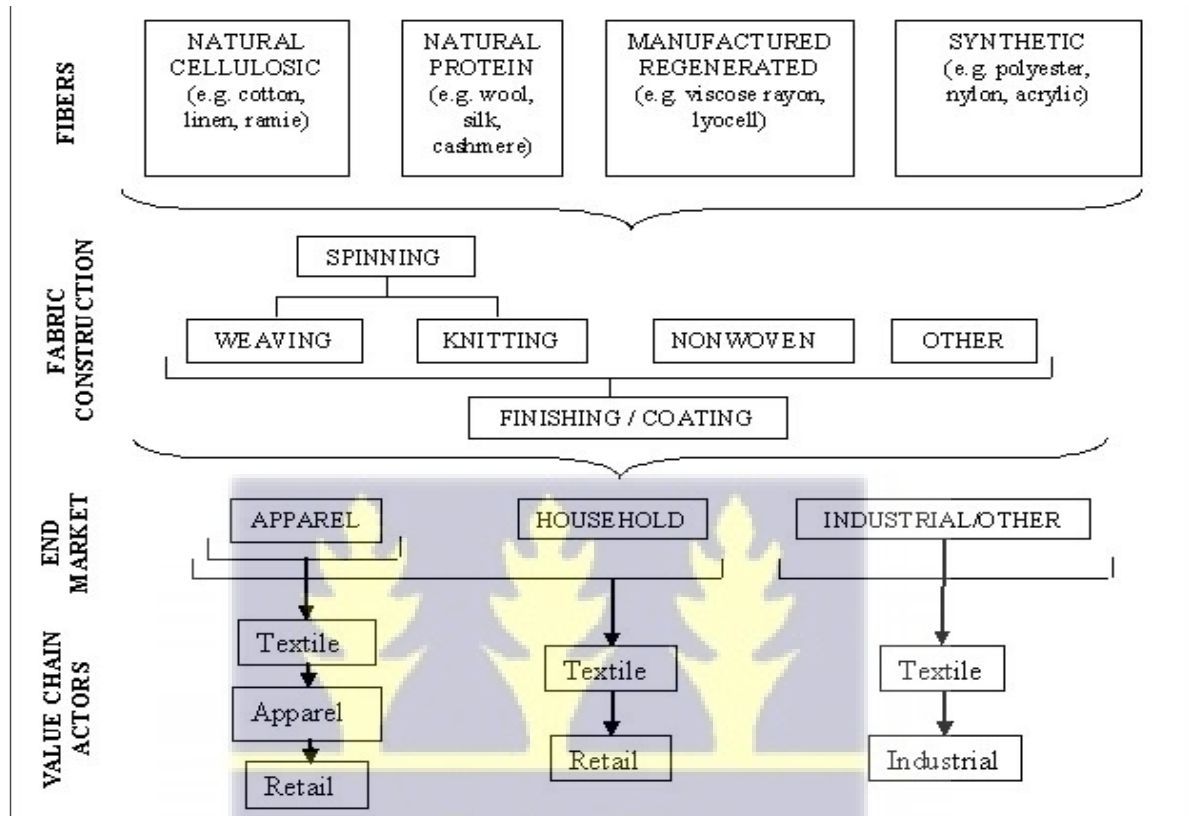 FIBERS
NATURAL
CELLULOSIC
(e.g. cotton,
linen, ramie)
NATURAL
PROTEIN
(e.g. wool,
silk,
cashmere)
MANUFACTURED
REGENERATED
(e.g. viscose rayon,
lyocell)
SYNTHETIC
(e.g. polyester,
nylon, acrylic)
FABRIC
CONSTRUCTION
SPINNING
WEAVING
KNITTING
NONWOVEN
OTHER
FINISHING / COATING
END
MARKET
APPAREL
HOUSEHOLD
INDUSTRIAL/OTHER
VALUE CHAIN
ACTORS
Textile
Apparel
Retail
Textile
Retail
Textile
Industrial